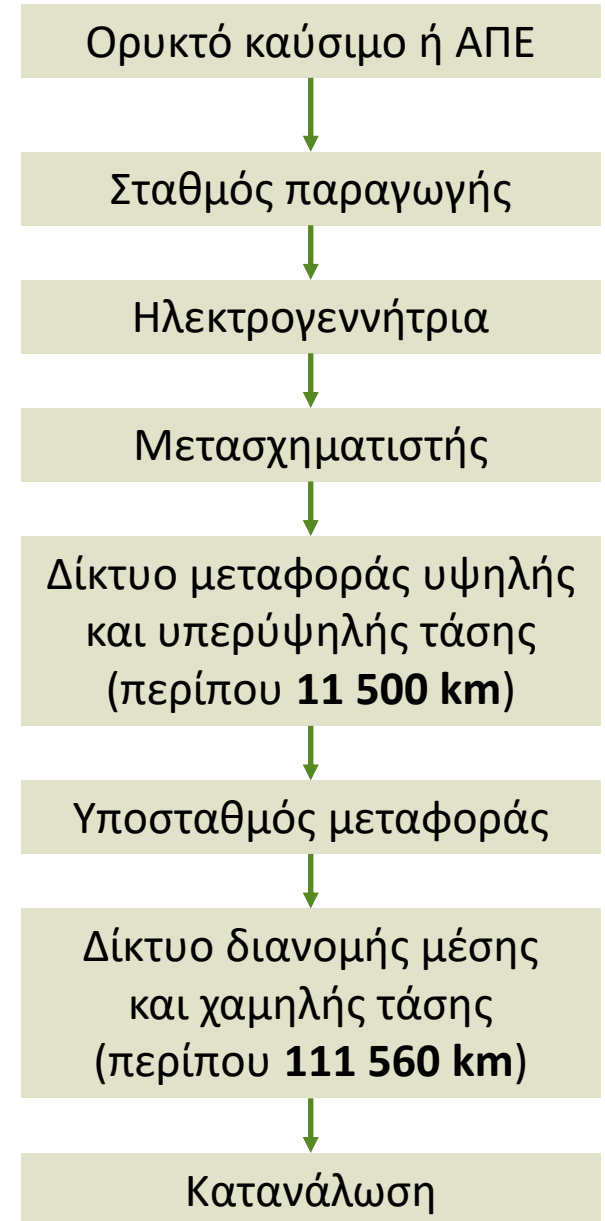 Ορυκτό καύσιμο ή ΑΠΕ
Σταθμός παραγωγής
Ηλεκτρογεννήτρια
Μετασχηματιστής
Δίκτυο μεταφοράς υψηλής
και υπερύψηλής τάσης
(περίπου 11 500 km)
Υποσταθμός μεταφοράς
Δίκτυο διανομής μέσης
και χαμηλής τάσης
(περίπου 111 560 km)
Κατανάλωση